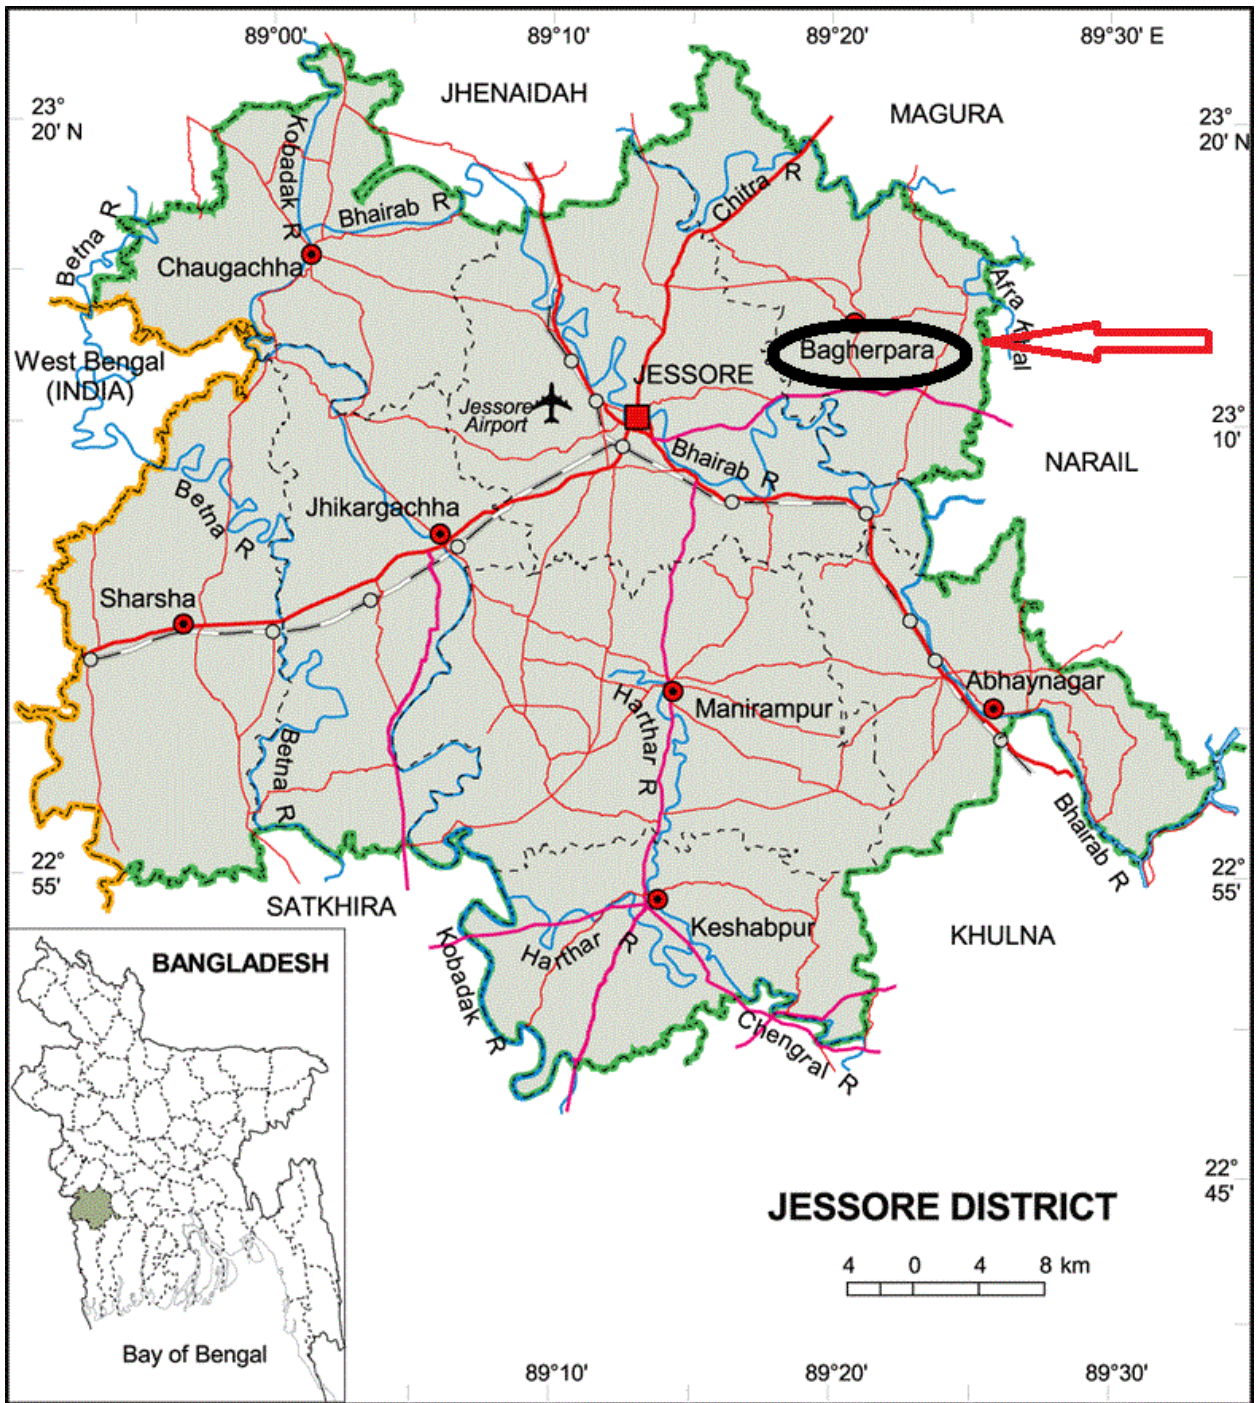 89°00'
89°10'
89°20'
89°30' E
JHENAIDAH
MAGURA
23°
20' N
23°
20' N
Kobadak R
Bhairab R
Chitra R
Betna R
Chaugachha
Afra Khal
West Bengal
(INDIA)
Bagherpara
JESSORE
Jessore
Airport
23°
10'
Bhairab R
NARAIL
Betna R
Jhikargachha
Sharsha
Abhaynagar
Harthar R
Manirampur
Betna R
Bhairab R
22°
55'
22°
55'
SATKHIRA
Keshabpur
KHULNA
Kobadak R
Harthar R
Chengral R
BANGLADESH
22°
45'
JESSORE DISTRICT
4 0 4 8 km
Bay of Bengal
89°10'
89°20'
89°30'